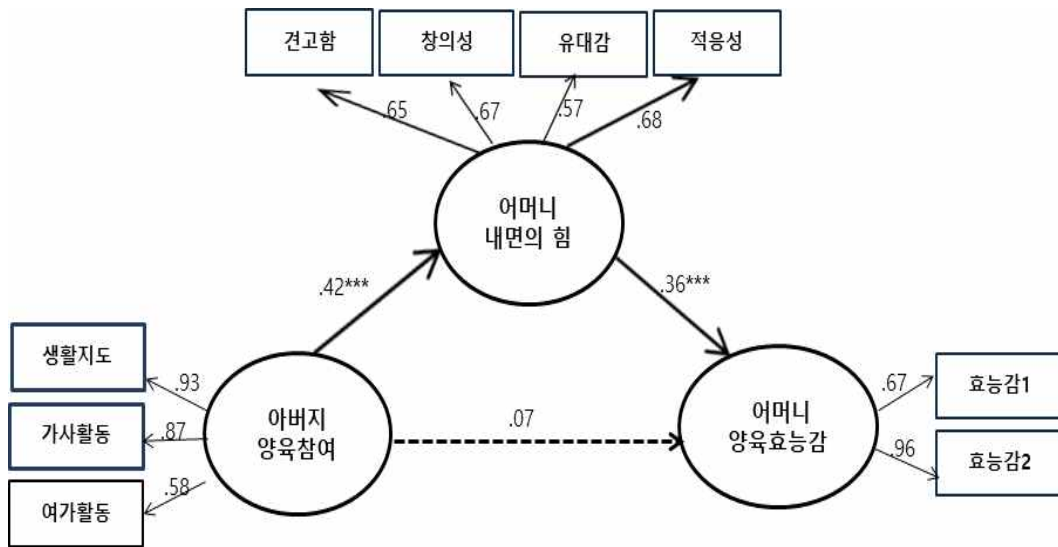 견고함
창의성
유대감
적응성
.65
.67
.57
.68
어머니
내면의 힘
.42***
.36***
생활지도
가사활동
여가활동
.93
.87
.58
아버지
양육참여
.07
어머니
양육효능감
.67
.96
효능감1
효능감2